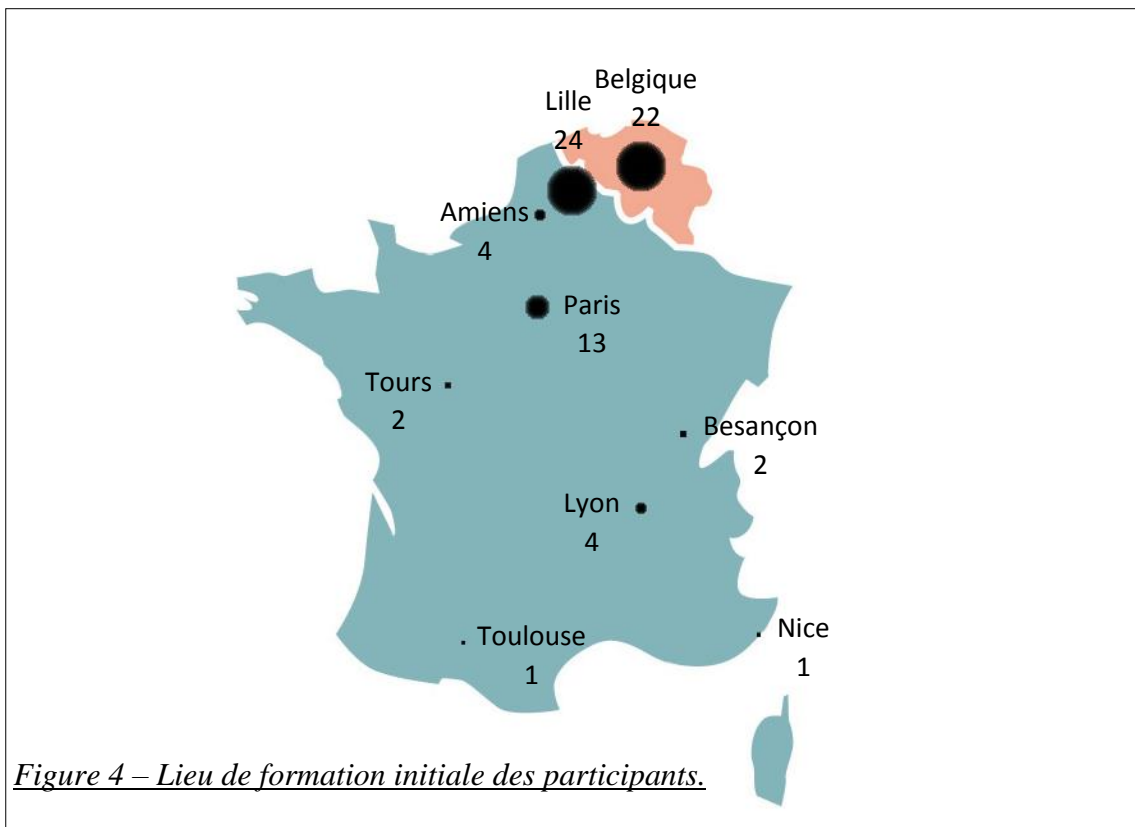 Belgique
22
Lille
24
Amiens
4
Paris
13
Tours
2
Besançon
2
Lyon
4
Toulouse
1
Nice
1
Figure 4 – Lieu de formation initiale des participants.